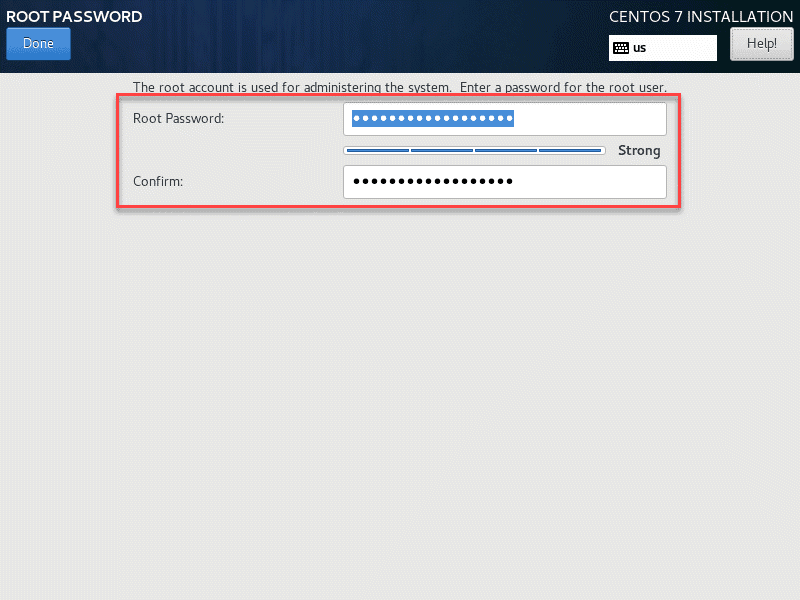 ROOT PASSWORD
CENTOS 7 INSTALLATION
Done
us
Help!
The root account is used for administering the system.  Enter a password for the root user.
Root Password:
••••••••••••••••••
Strong
Confirm:
••••••••••••••••••